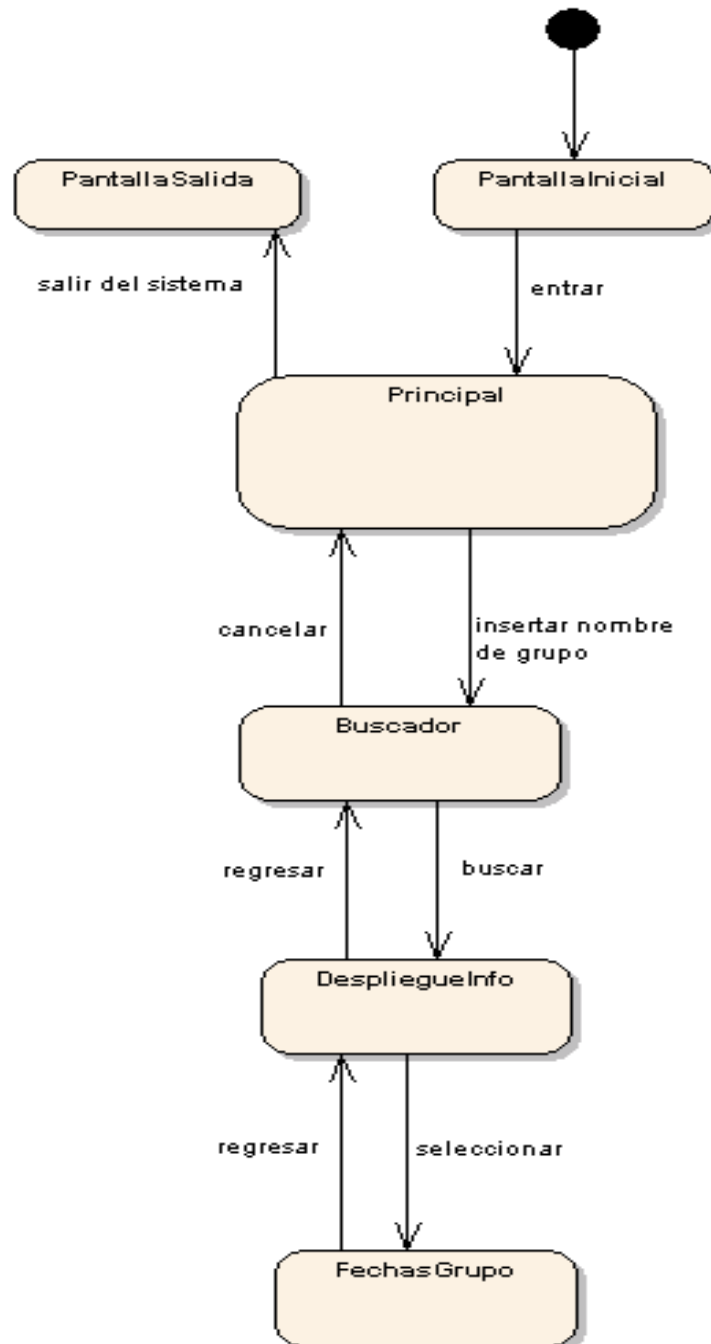 PantallaSalida
PantallaInicial
salir del sistema
entrar
Principal
cancelar
insertar nombre
de grupo
Buscador
regresar
buscar
DespliegueInfo
regresar
seleccionar
FechasGrupo